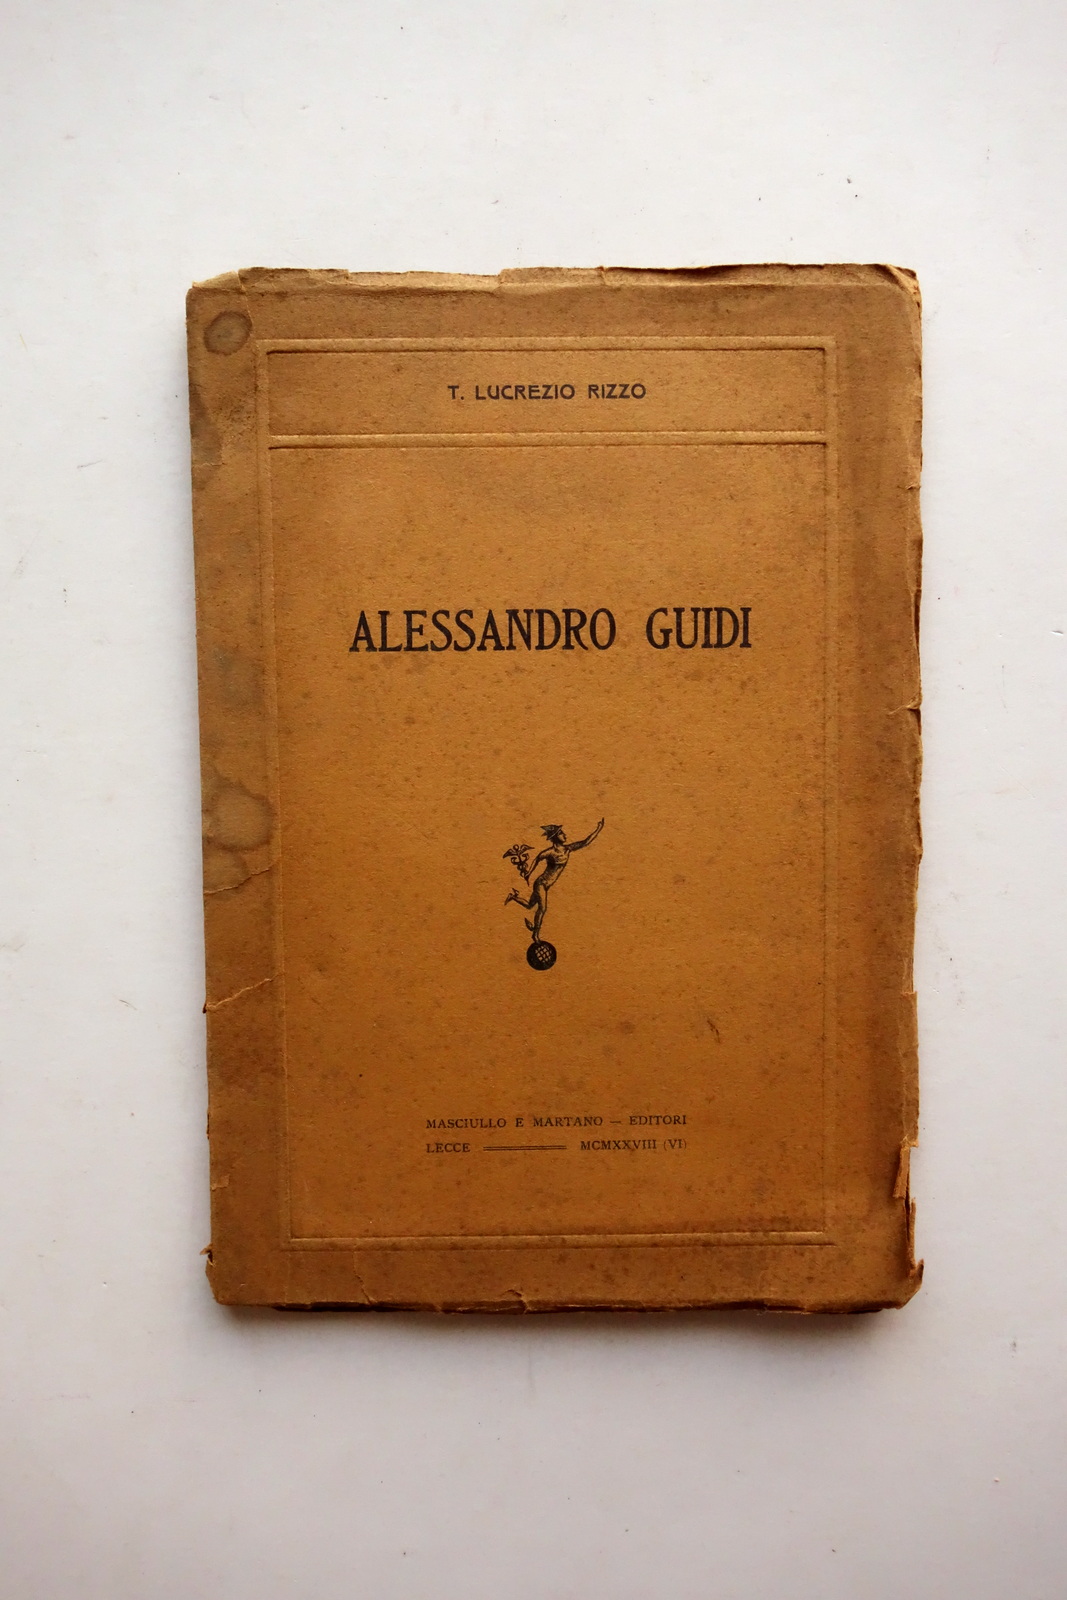 T. LUCREZIO RIZZO
ALESSANDRO GUIDI
MASCIULLO E MARTANO — EDITORI
LECCE ——— MCMXXVIII (VI)